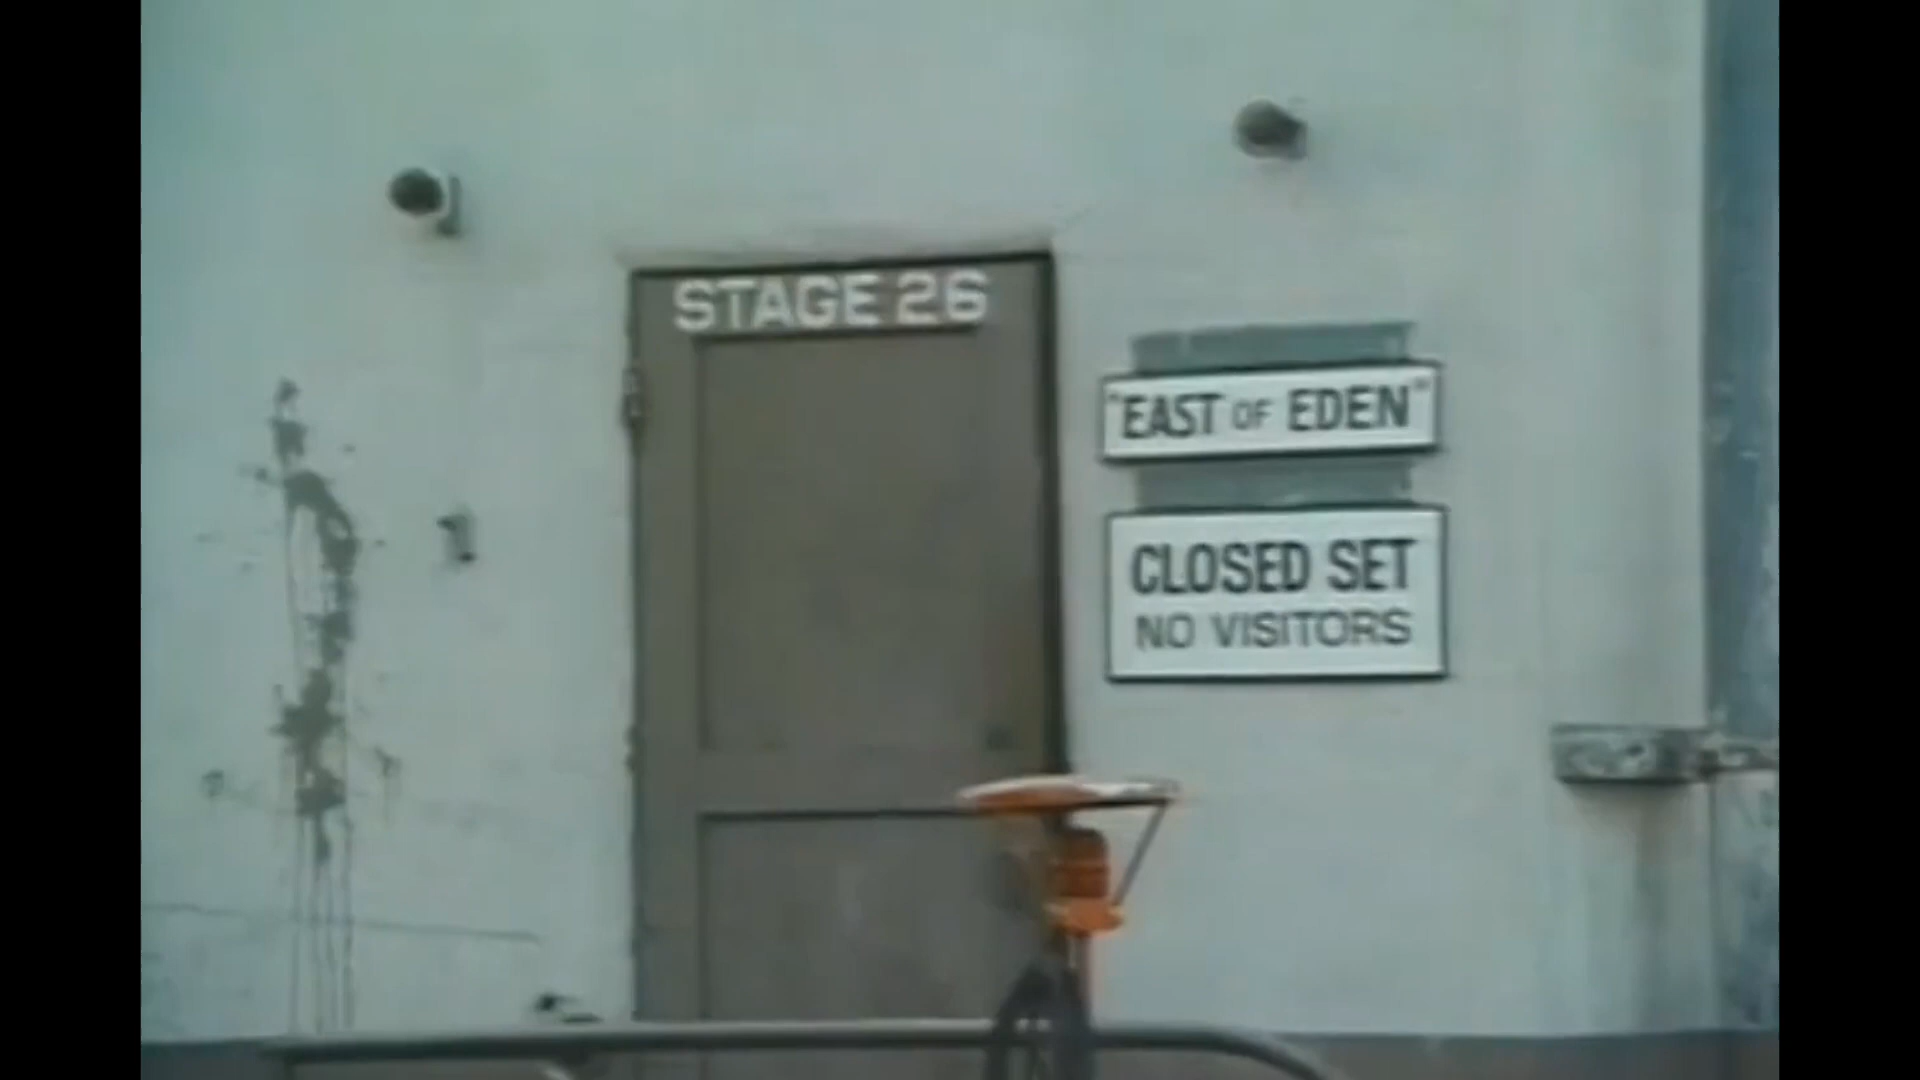 STAGE 26
"EAST OF EDEN"
CLOSED SET
NO VISITORS